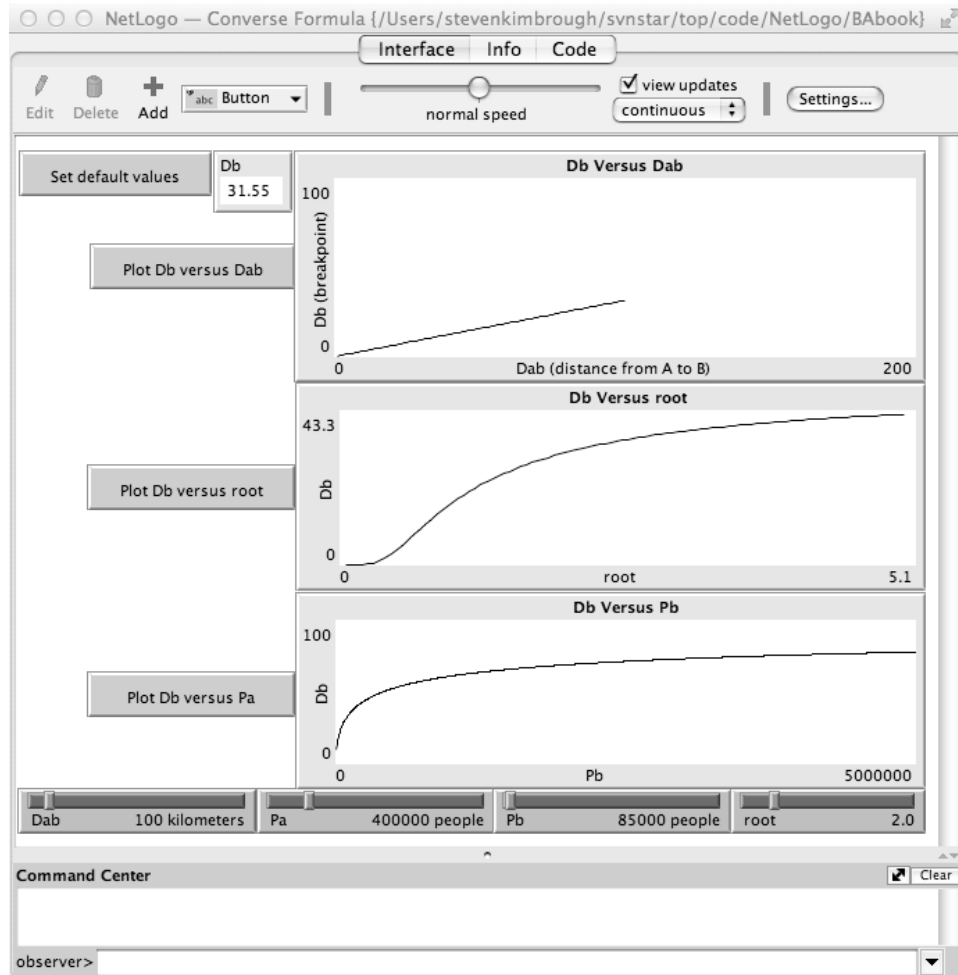 NetLogo — Converse Formula {/Users/stevenkimbrough/svnstar/top/code/NetLogo/BAbook}
Interface Info Code
Edit Delete Add abc Button normal speed view updates continuous Settings...
Set default values
Db
31.55
Db Versus Dab
100
Db (breakpoint)
0
0 Dab (distance from A to B) 200
Plot Db versus Dab
Db Versus root
43.3
Db
0
0 root 5.1
Plot Db versus root
Db Versus Pb
100
Db
0
0 Pb 5000000
Plot Db versus Pa
Dab 100 kilometers Pa 400000 people Pb 85000 people root 2.0
Command Center Clear
observer>